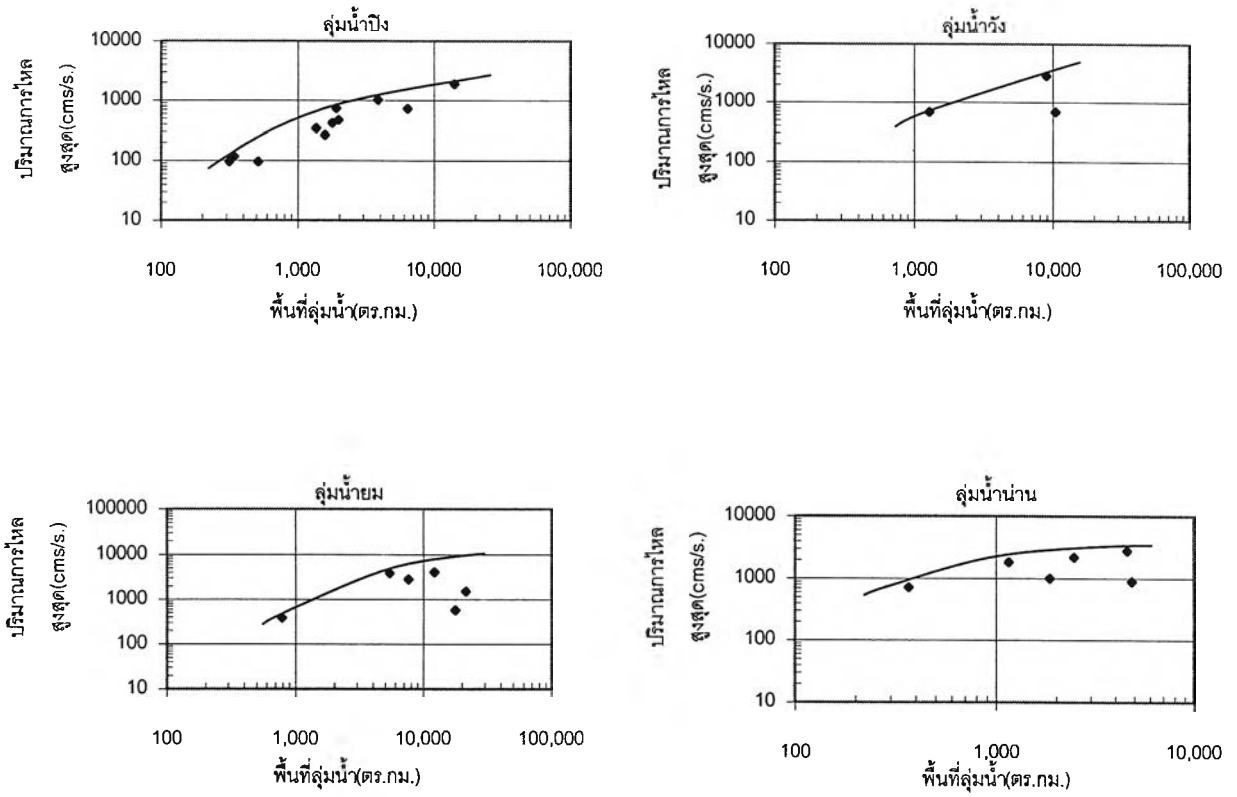 ลุ่มน้ำปิง
ปริมาณการไหล
สูงสุด(cms/s.)
10000
1000
100
10
100 1,000 10,000 100,000
พื้นที่ลุ่มน้ำ(ตร.กม.)
ลุ่มน้ำวัง
ปริมาณการไหล
สูงสุด(cms/s.)
10000
1000
100
10
100 1,000 10,000 100,000
พื้นที่ลุ่มน้ำ(ตร.กม.)
ลุ่มน้ำยม
ปริมาณการไหล
สูงสุด(cms/s.)
100000
10000
1000
100
10
100 1,000 10,000 100,000
พื้นที่ลุ่มน้ำ(ตร.กม.)
ลุ่มน้ำน่าน
ปริมาณการไหล
สูงสุด(cms/s.)
10000
1000
100
10
100 1,000 10,000
พื้นที่ลุ่มน้ำ(ตร.กม.)